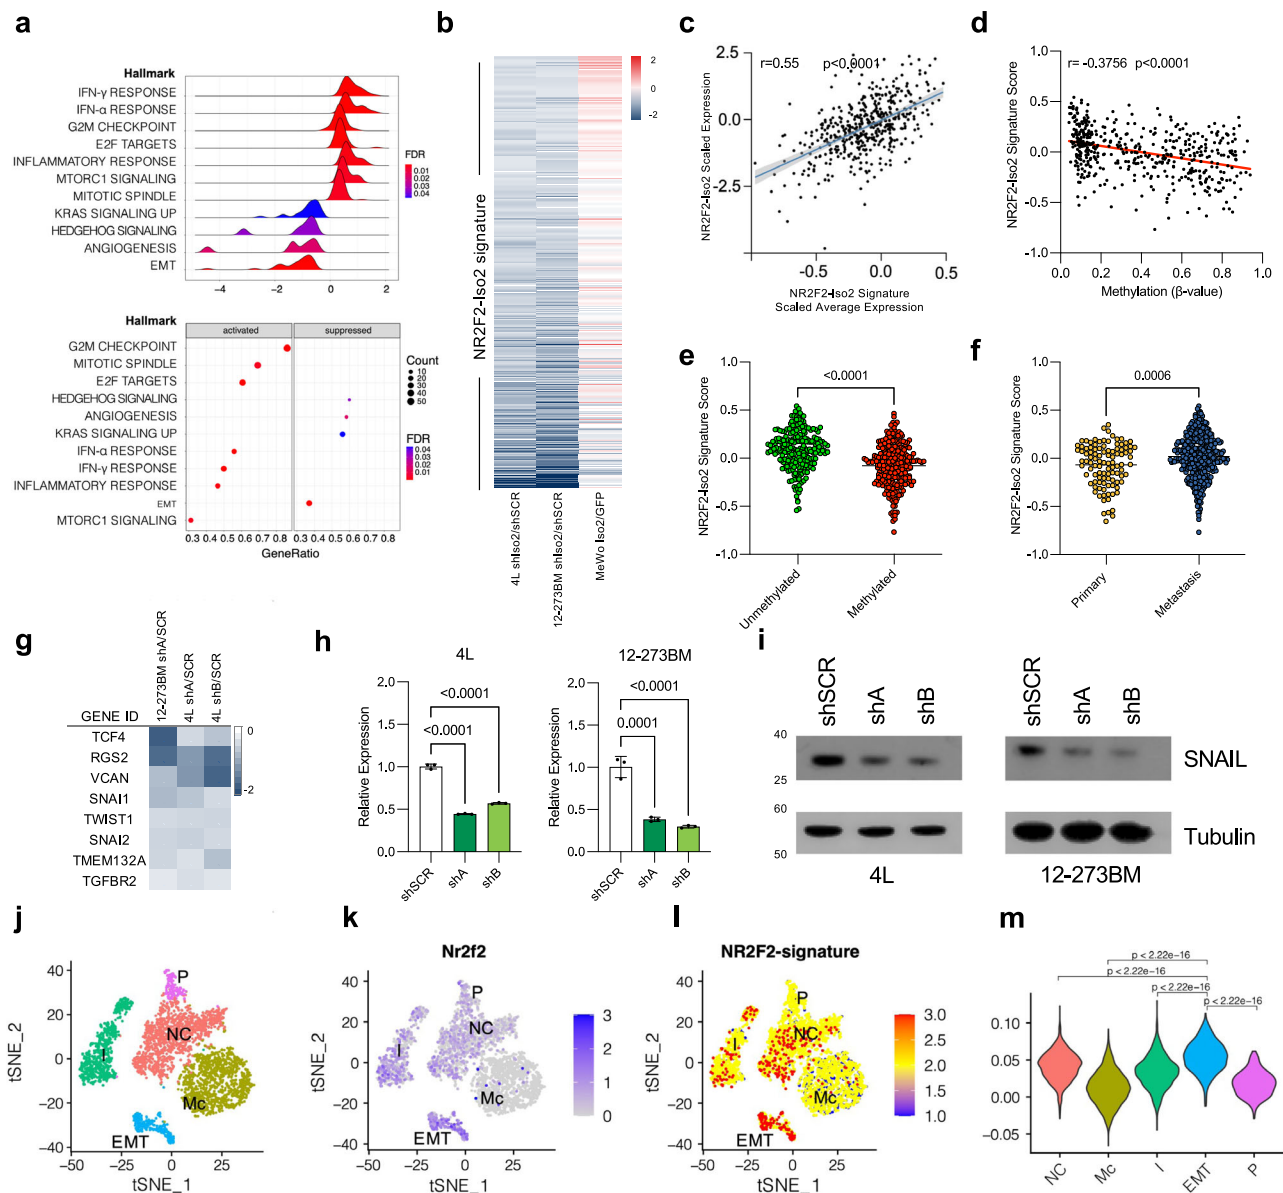 a
Hallmark
IFN-γ RESPONSE
IFN-α RESPONSE
G2M CHECKPOINT
E2F TARGETS
INFLAMMATORY RESPONSE
MTORC1 SIGNALING
MITOTIC SPINDLE
KRAS SIGNALING UP
HEDGEHOG SIGNALING
ANGIOGENESIS
EMT
−4 −2 0 2
FDR
0.01
0.02
0.03
0.04
Hallmark
activated suppressed
G2M CHECKPOINT
MITOTIC SPINDLE
E2F TARGETS
HEDGEHOG SIGNALING
ANGIOGENESIS
KRAS SIGNALING UP
IFN-α RESPONSE
IFN-γ RESPONSE
INFLAMMATORY RESPONSE
EMT
MTORC1 SIGNALING
0.3 0.4 0.5 0.6 0.7 0.8 0.3 0.4 0.5 0.6 0.7 0.8
GeneRatio
Count
10
20
30
40
50
FDR
0.04
0.03
0.02
0.01
b
NR2F2-Iso2 signature
2
0
-2
4L shIso2/shSCR
12-273BM shIso2/shSCR
MeWo Iso2/GFP
c
r=0.55 p<0.0001
NR2F2-Iso2 Scaled Expression
2.5
0.0
-2.5
-0.5 0.0 0.5
NR2F2-Iso2 Signature
Scaled Average Expression
d
r= -0.3756 p<0.0001
NR2F2-Iso2 Signature Score
1.0
0.5
0.0
-0.5
-1.0
0.0 0.2 0.4 0.6 0.8 1.0
Methylation (β-value)
e
<0.0001
NR2F2-Iso2 Signature Score
1.0
0.5
0.0
-0.5
-1.0
Unmethylated
Methylated
f
0.0006
NR2F2-Iso2 Signature Score
1.0
0.5
0.0
-0.5
-1.0
Primary
Metastasis
g
12-273BM shA/SCR
4L shA/SCR
4L shB/SCR
GENE ID
TCF4
RGS2
VCAN
SNAI1
TWIST1
SNAI2
TMEM132A
TGFBR2
0
-2
h
4L
Relative Expression
2.0
1.5
1.0
0.5
0.0
<0.0001
<0.0001
shSCR
shA
shB
12-273BM
Relative Expression
2.0
1.5
1.0
0.5
0.0
<0.0001
0.0001
shSCR
shA
shB
i
shSCR
shA
shB
shSCR
shA
shB
40
25
SNAIL
60
50
Tubulin
4L
12-273BM
j
tSNE_2
40
20
0
−20
−40
P
NC
I
Mc
EMT
−50 −25 0 25
tSNE_1
k
Nr2f2
tSNE_2
40
20
0
−20
−40
P
NC
I
Mc
EMT
−50 −25 0 25
tSNE_1
3
2
1
0
l
NR2F2-signature
tSNE_2
40
20
0
−20
−40
P
NC
I
Mc
EMT
−50 −25 0 25
tSNE_1
3.0
2.5
2.0
1.5
1.0
m
p < 2.22e−16
p < 2.22e−16
p < 2.22e−16
p < 2.22e−16
0.10
0.05
0.00
−0.05
NC
Mc
I
EMT
P